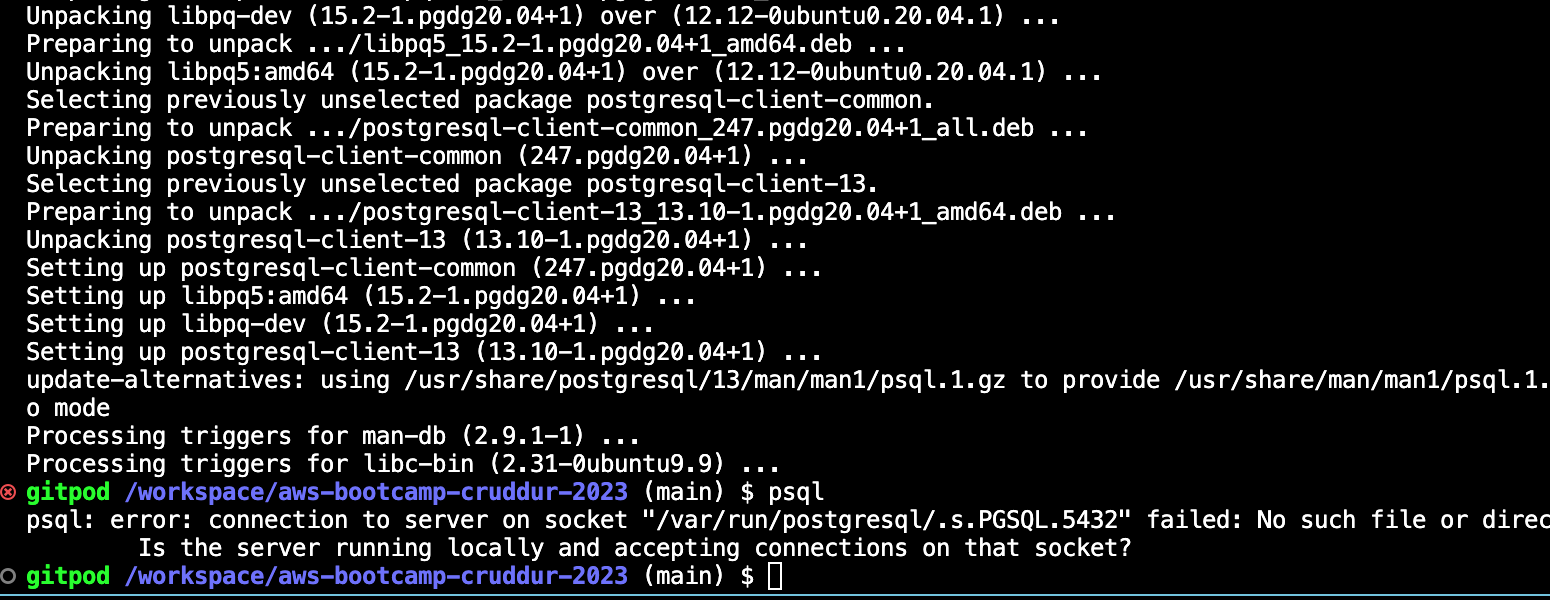 Unpacking libpq-dev (15.2-1.pgdg20.04+1) over (12.12-0ubuntu0.20.04.1) ...
Preparing to unpack .../libpq5_15.2-1.pgdg20.04+1_amd64.deb ...
Unpacking libpq5:amd64 (15.2-1.pgdg20.04+1) over (12.12-0ubuntu0.20.04.1) ...
Selecting previously unselected package postgresql-client-common.
Preparing to unpack .../postgresql-client-common_247.pgdg20.04+1_all.deb ...
Unpacking postgresql-client-common (247.pgdg20.04+1) ...
Selecting previously unselected package postgresql-client-13.
Preparing to unpack .../postgresql-client-13_13.10-1.pgdg20.04+1_amd64.deb ...
Unpacking postgresql-client-13 (13.10-1.pgdg20.04+1) ...
Setting up postgresql-client-common (247.pgdg20.04+1) ...
Setting up libpq5:amd64 (15.2-1.pgdg20.04+1) ...
Setting up libpq-dev (15.2-1.pgdg20.04+1) ...
Setting up postgresql-client-13 (13.10-1.pgdg20.04+1) ...
update-alternatives: using /usr/share/postgresql/13/man/man1/psql.1.gz to provide /usr/share/man/man1/psql.1.
o mode
Processing triggers for man-db (2.9.1-1) ...
Processing triggers for libc-bin (2.31-0ubuntu9.9) ...
gitpod /workspace/aws-bootcamp-cruddur-2023 (main) $ psql
psql: error: connection to server on socket "/var/run/postgresql/.s.PGSQL.5432" failed: No such file or direc
Is the server running locally and accepting connections on that socket?
gitpod /workspace/aws-bootcamp-cruddur-2023 (main) $